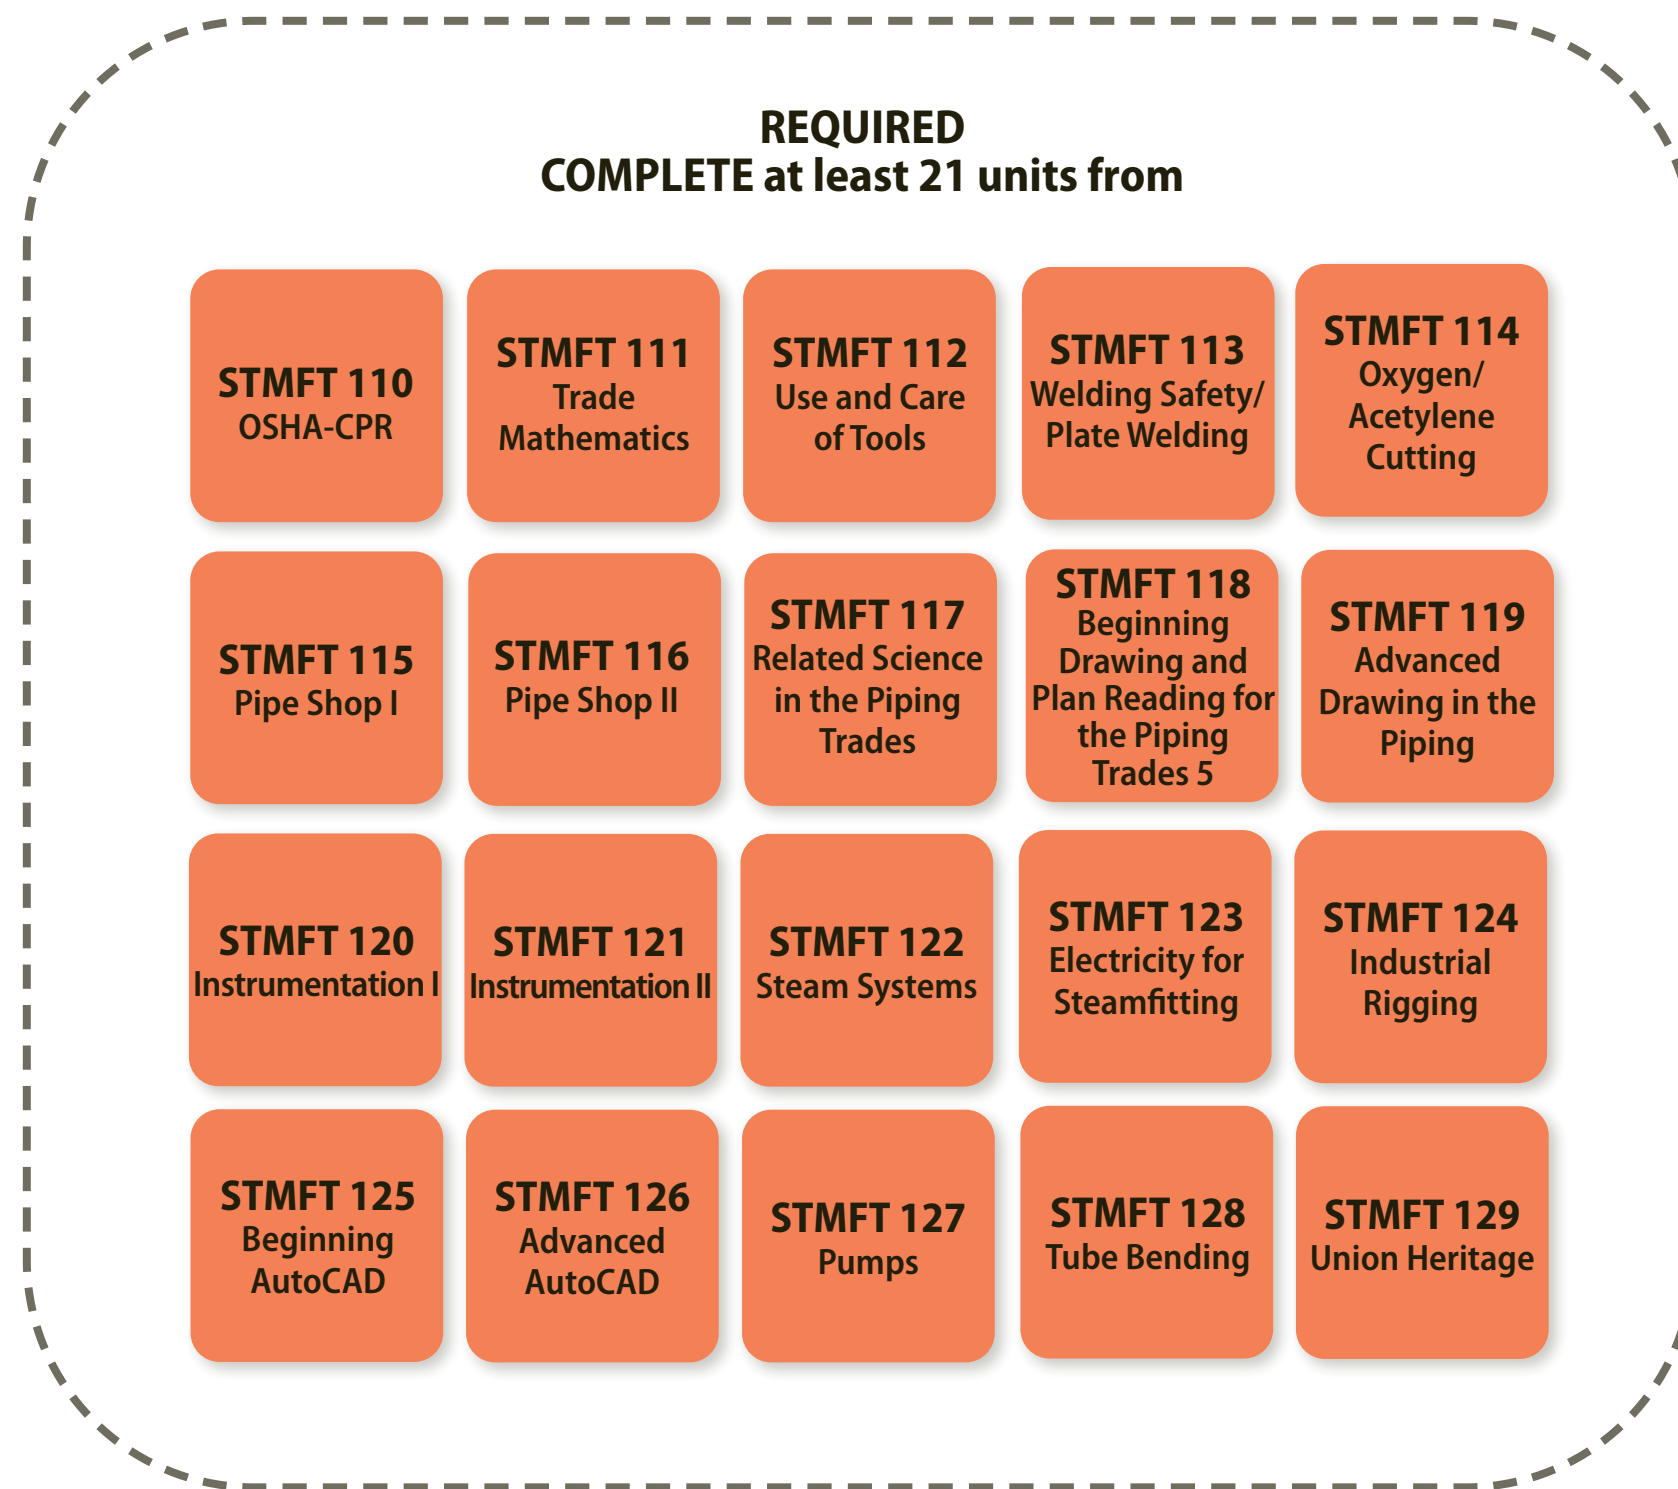 REQUIRED
COMPLETE at least 21 units from
STMFT 110
OSHA-CPR
STMFT 111
Trade
Mathematics
STMFT 112
Use and Care
of Tools
STMFT 113
Welding Safety/
Plate Welding
STMFT 114
Oxygen/
Acetylene
Cutting
STMFT 115
Pipe Shop I
STMFT 116
Pipe Shop II
STMFT 117
Related Science
in the Piping
Trades
STMFT 118
Beginning
Drawing and
Plan Reading for
the Piping
Trades 5
STMFT 119
Advanced
Drawing in the
Piping
STMFT 120
Instrumentation I
STMFT 121
Instrumentation II
STMFT 122
Steam Systems
STMFT 123
Electricity for
Steamfitting
STMFT 124
Industrial
Rigging
STMFT 125
Beginning
AutoCAD
STMFT 126
Advanced
AutoCAD
STMFT 127
Pumps
STMFT 128
Tube Bending
STMFT 129
Union Heritage